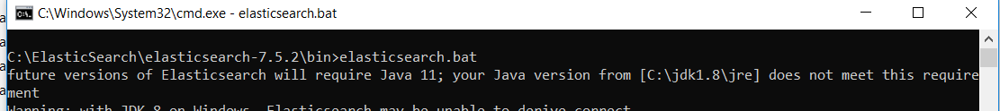 C:\Windows\System32\cmd.exe - elasticsearch.bat
C:\ElasticSearch\elasticsearch-7.5.2\bin>elasticsearch.bat
future versions of Elasticsearch will require Java 11; your Java version from [C:\jdk1.8\jre] does not meet this require
ment
Warning: with JDK 8 on Windows, Elasticsearch may be unable to derive correct